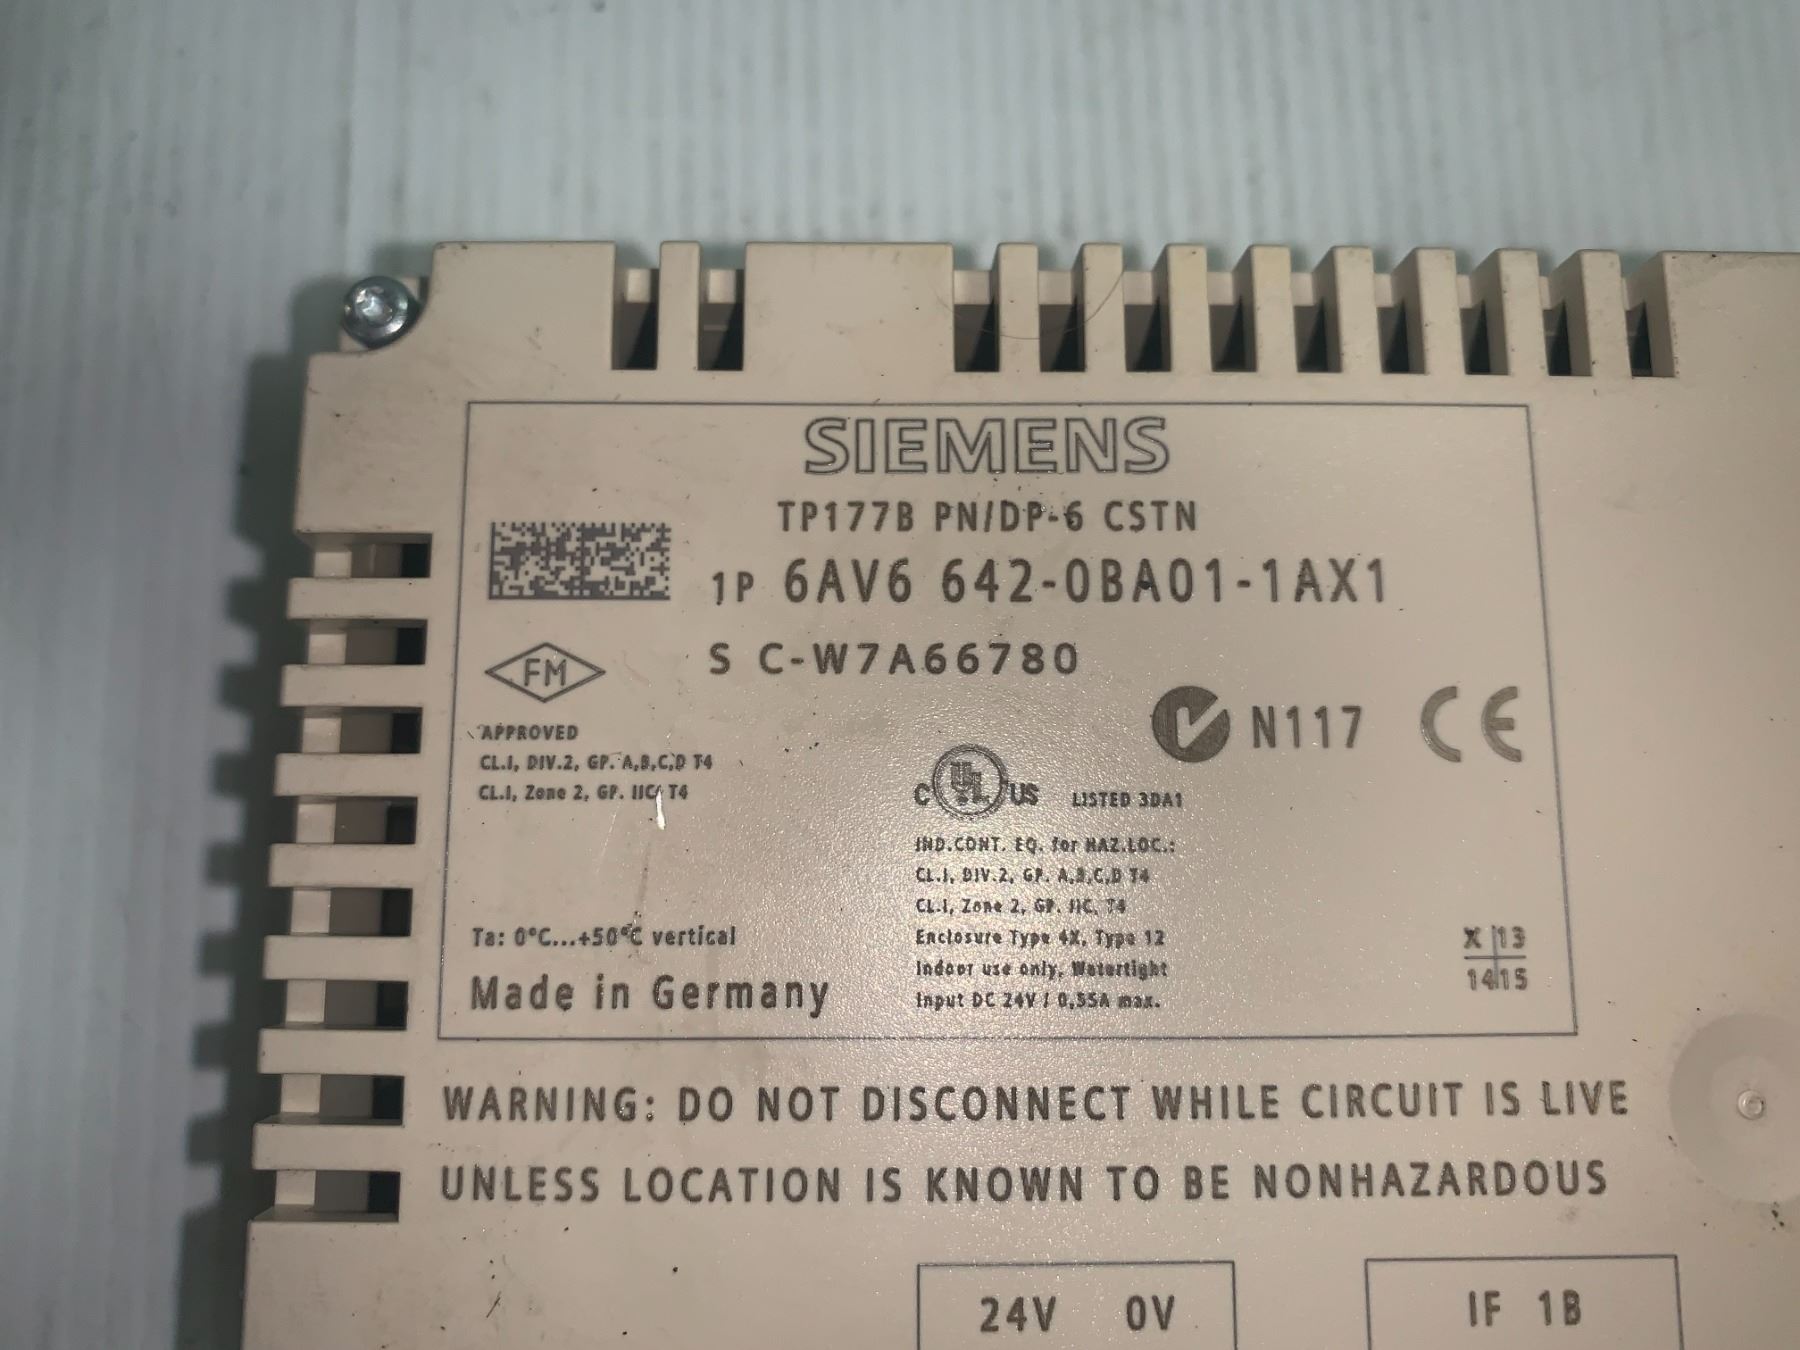 SIEMENS
TP177B PN/DP-6 CSTN
1P 6AV6 642-0BA01-1AX1
S C-W7A66780
FM
APPROVED
CL.I, DIV.2, GP. A,B,C,D T4
CL.I, Zone 2, GP. IIC, T4
N117 CE
C UL US LISTED 3DA1
IND.CONT. EQ. for HAZ.LOC.:
CL.I, DIV.2, GP. A,B,C,D T4
CL.I, Zone 2, GP. IIC, T4
Enclosure Type 4X, Type 12
Indoor use only, Watertight
Input DC 24V / 0,55A max.
Ta: 0°C...+50°C vertical
Made in Germany
X 13
14 15
WARNING: DO NOT DISCONNECT WHILE CIRCUIT IS LIVE
UNLESS LOCATION IS KNOWN TO BE NONHAZARDOUS
24V 0V
IF 1B